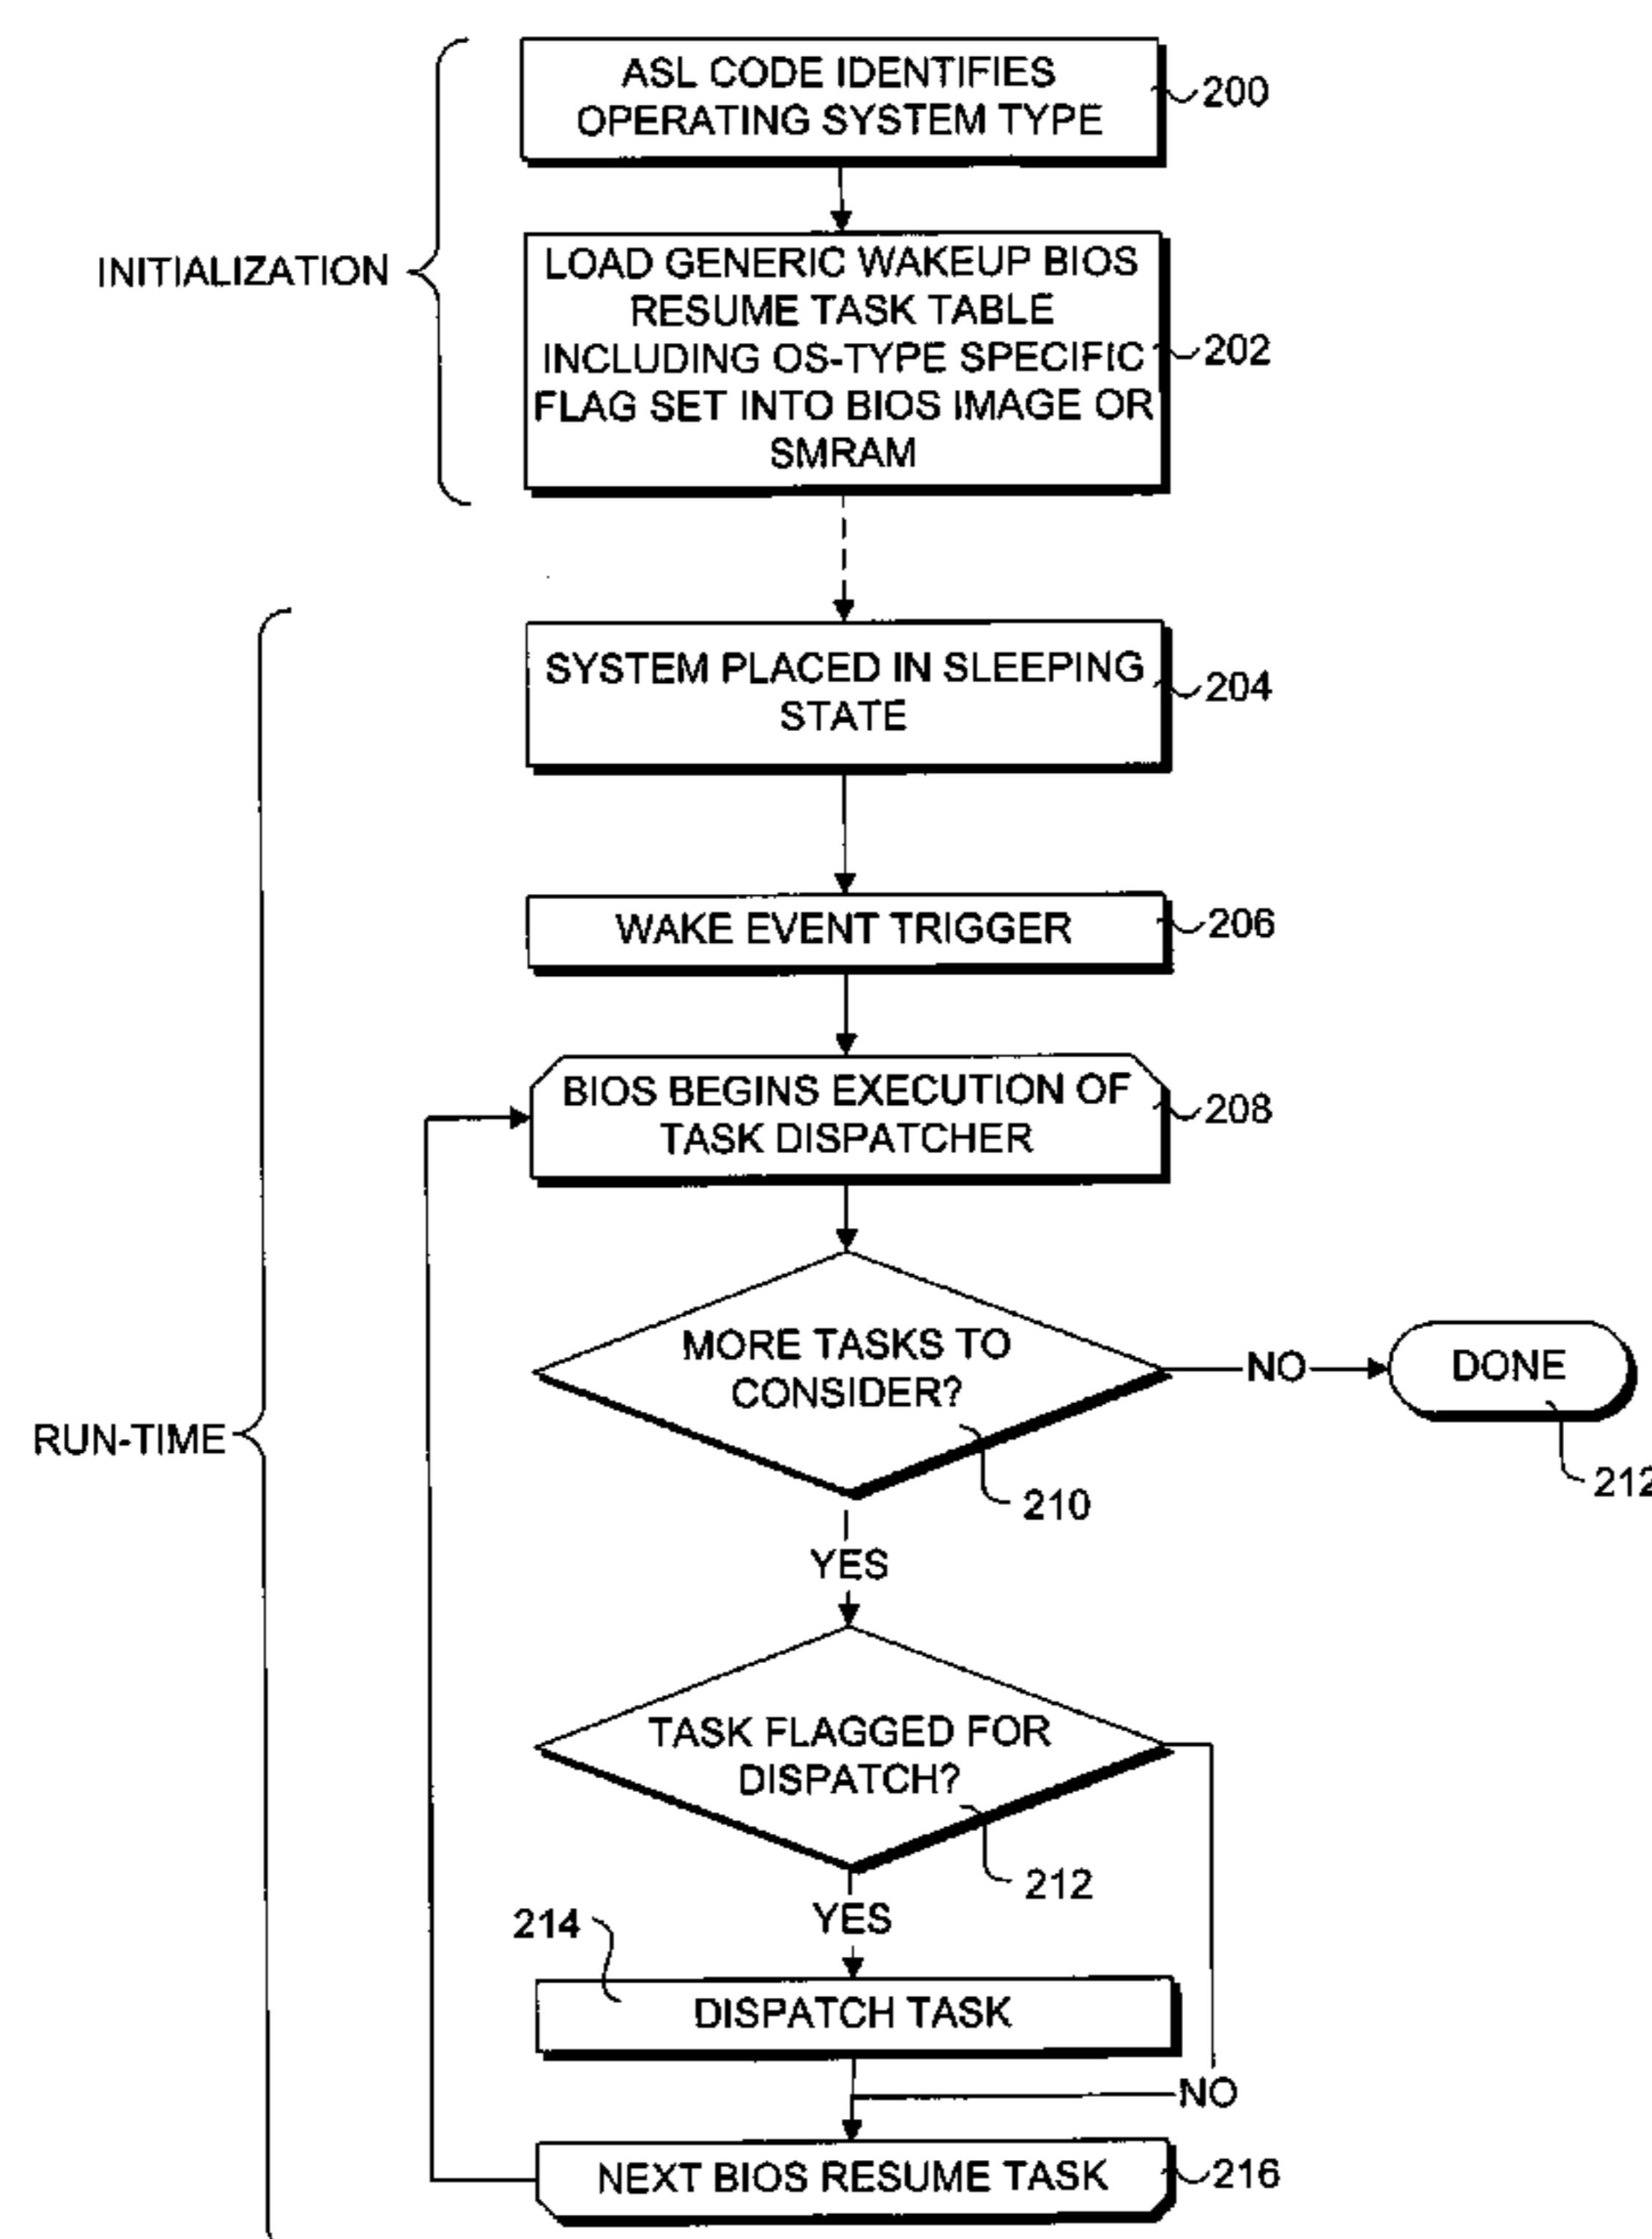 ASL CODE IDENTIFIES
OPERATING SYSTEM TYPE
200
INITIALIZATION
LOAD GENERIC WAKEUP BIOS
RESUME TASK TABLE
INCLUDING OS-TYPE SPECIFIC
FLAG SET INTO BIOS IMAGE OR
SMRAM
202
SYSTEM PLACED IN SLEEPING
STATE
204
WAKE EVENT TRIGGER
206
BIOS BEGINS EXECUTION OF
TASK DISPATCHER
208
MORE TASKS TO
CONSIDER?
210
NO
DONE
212
RUN-TIME
YES
TASK FLAGGED FOR
DISPATCH?
212
YES
214
DISPATCH TASK
NO
NEXT BIOS RESUME TASK
216